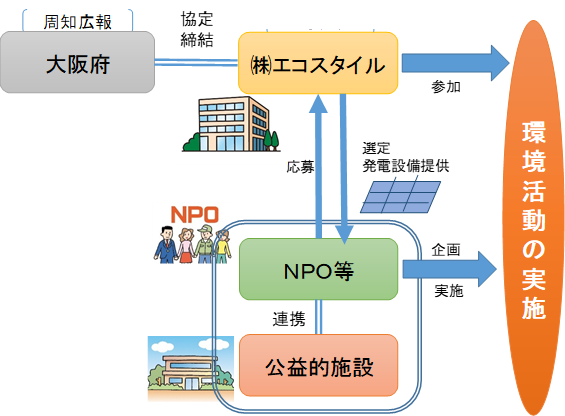 周知広報
大阪府
協定
締結
㈱エコスタイル
参加
応募
選定
発電設備提供
環境活動の実施
NPO
NPO等
企画
実施
連携
公益的施設